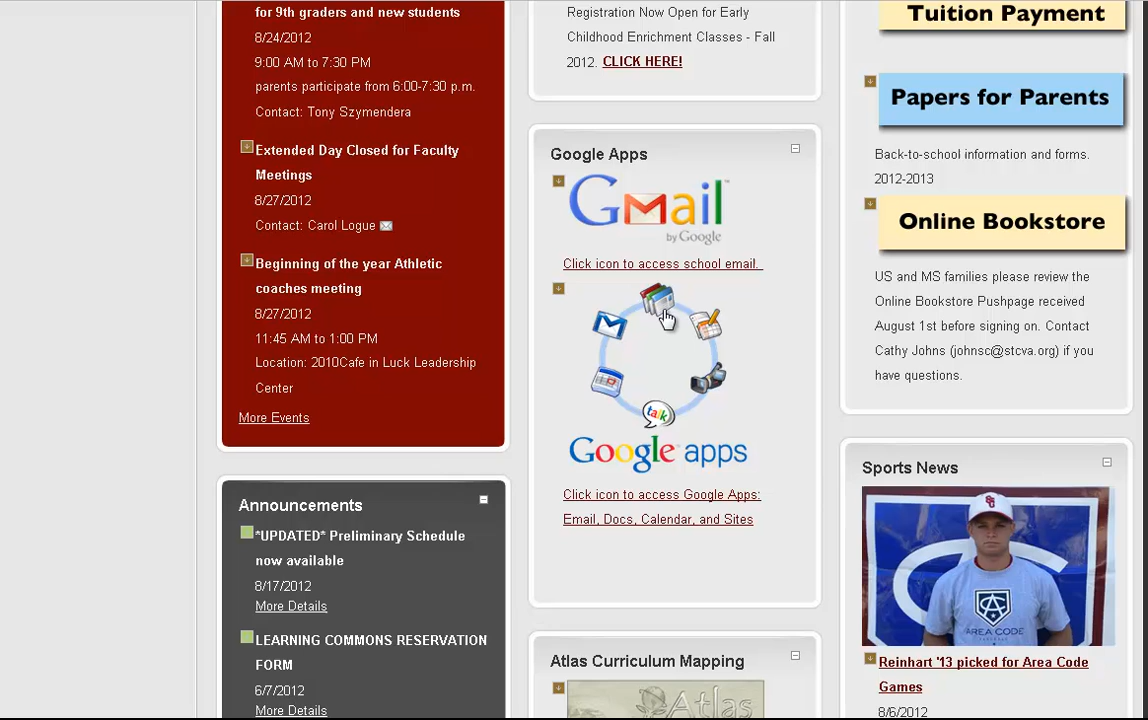 for 9th graders and new students
8/24/2012
9:00 AM to 7:30 PM
parents participate from 6:00-7:30 p.m.
Contact: Tony Szymendera
Extended Day Closed for Faculty
Meetings
8/27/2012
Contact: Carol Logue
Beginning of the year Athletic
coaches meeting
8/27/2012
11:45 AM to 1:00 PM
Location: 2010Cafe in Luck Leadership
Center
More Events
Announcements
*UPDATED* Preliminary Schedule
now available
8/17/2012
More Details
LEARNING COMMONS RESERVATION
FORM
6/7/2012
More Details
Registration Now Open for Early
Childhood Enrichment Classes - Fall
2012. CLICK HERE!
Google Apps
Gmail
by Google
Click icon to access school email.
talk
Google apps
Click icon to access Google Apps:
Email, Docs, Calendar, and Sites
Atlas Curriculum Mapping
Atlas
Tuition Payment
Papers for Parents
Back-to-school information and forms.
2012-2013
Online Bookstore
US and MS families please review the
Online Bookstore Pushpage received
August 1st before signing on. Contact
Cathy Johns (johnsc@stcva.org) if you
have questions.
Sports News
AREA CODE
Reinhart '13 picked for Area Code
Games
8/6/2012